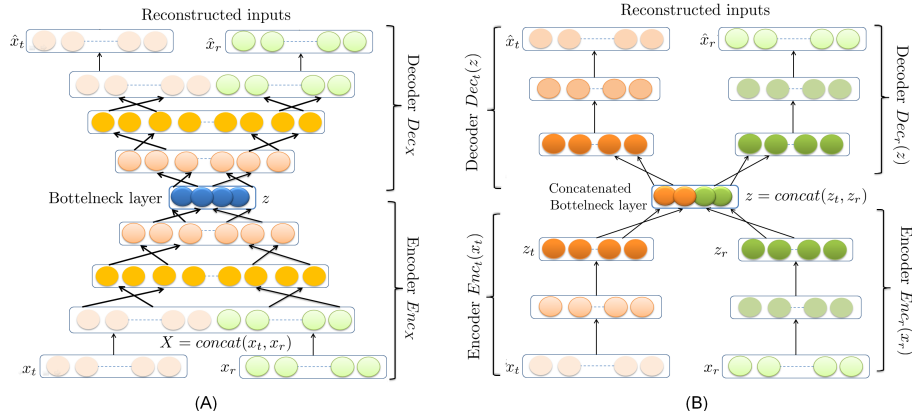 Reconstructed inputs
x̂_t
x̂_r
Decoder Dec_X
Bottelneck layer
z
Encoder Enc_X
X = concat(x_t, x_r)
x_t
x_r
(A)
Reconstructed inputs
x̂_t
x̂_r
Decoder Dec_t(z)
Decoder Dec_r(z)
Concatenated
Bottelneck layer
z = concat(z_t, z_r)
Encoder Enc_t(x_t)
z_t
z_r
Encoder Enc_r(x_r)
x_t
x_r
(B)